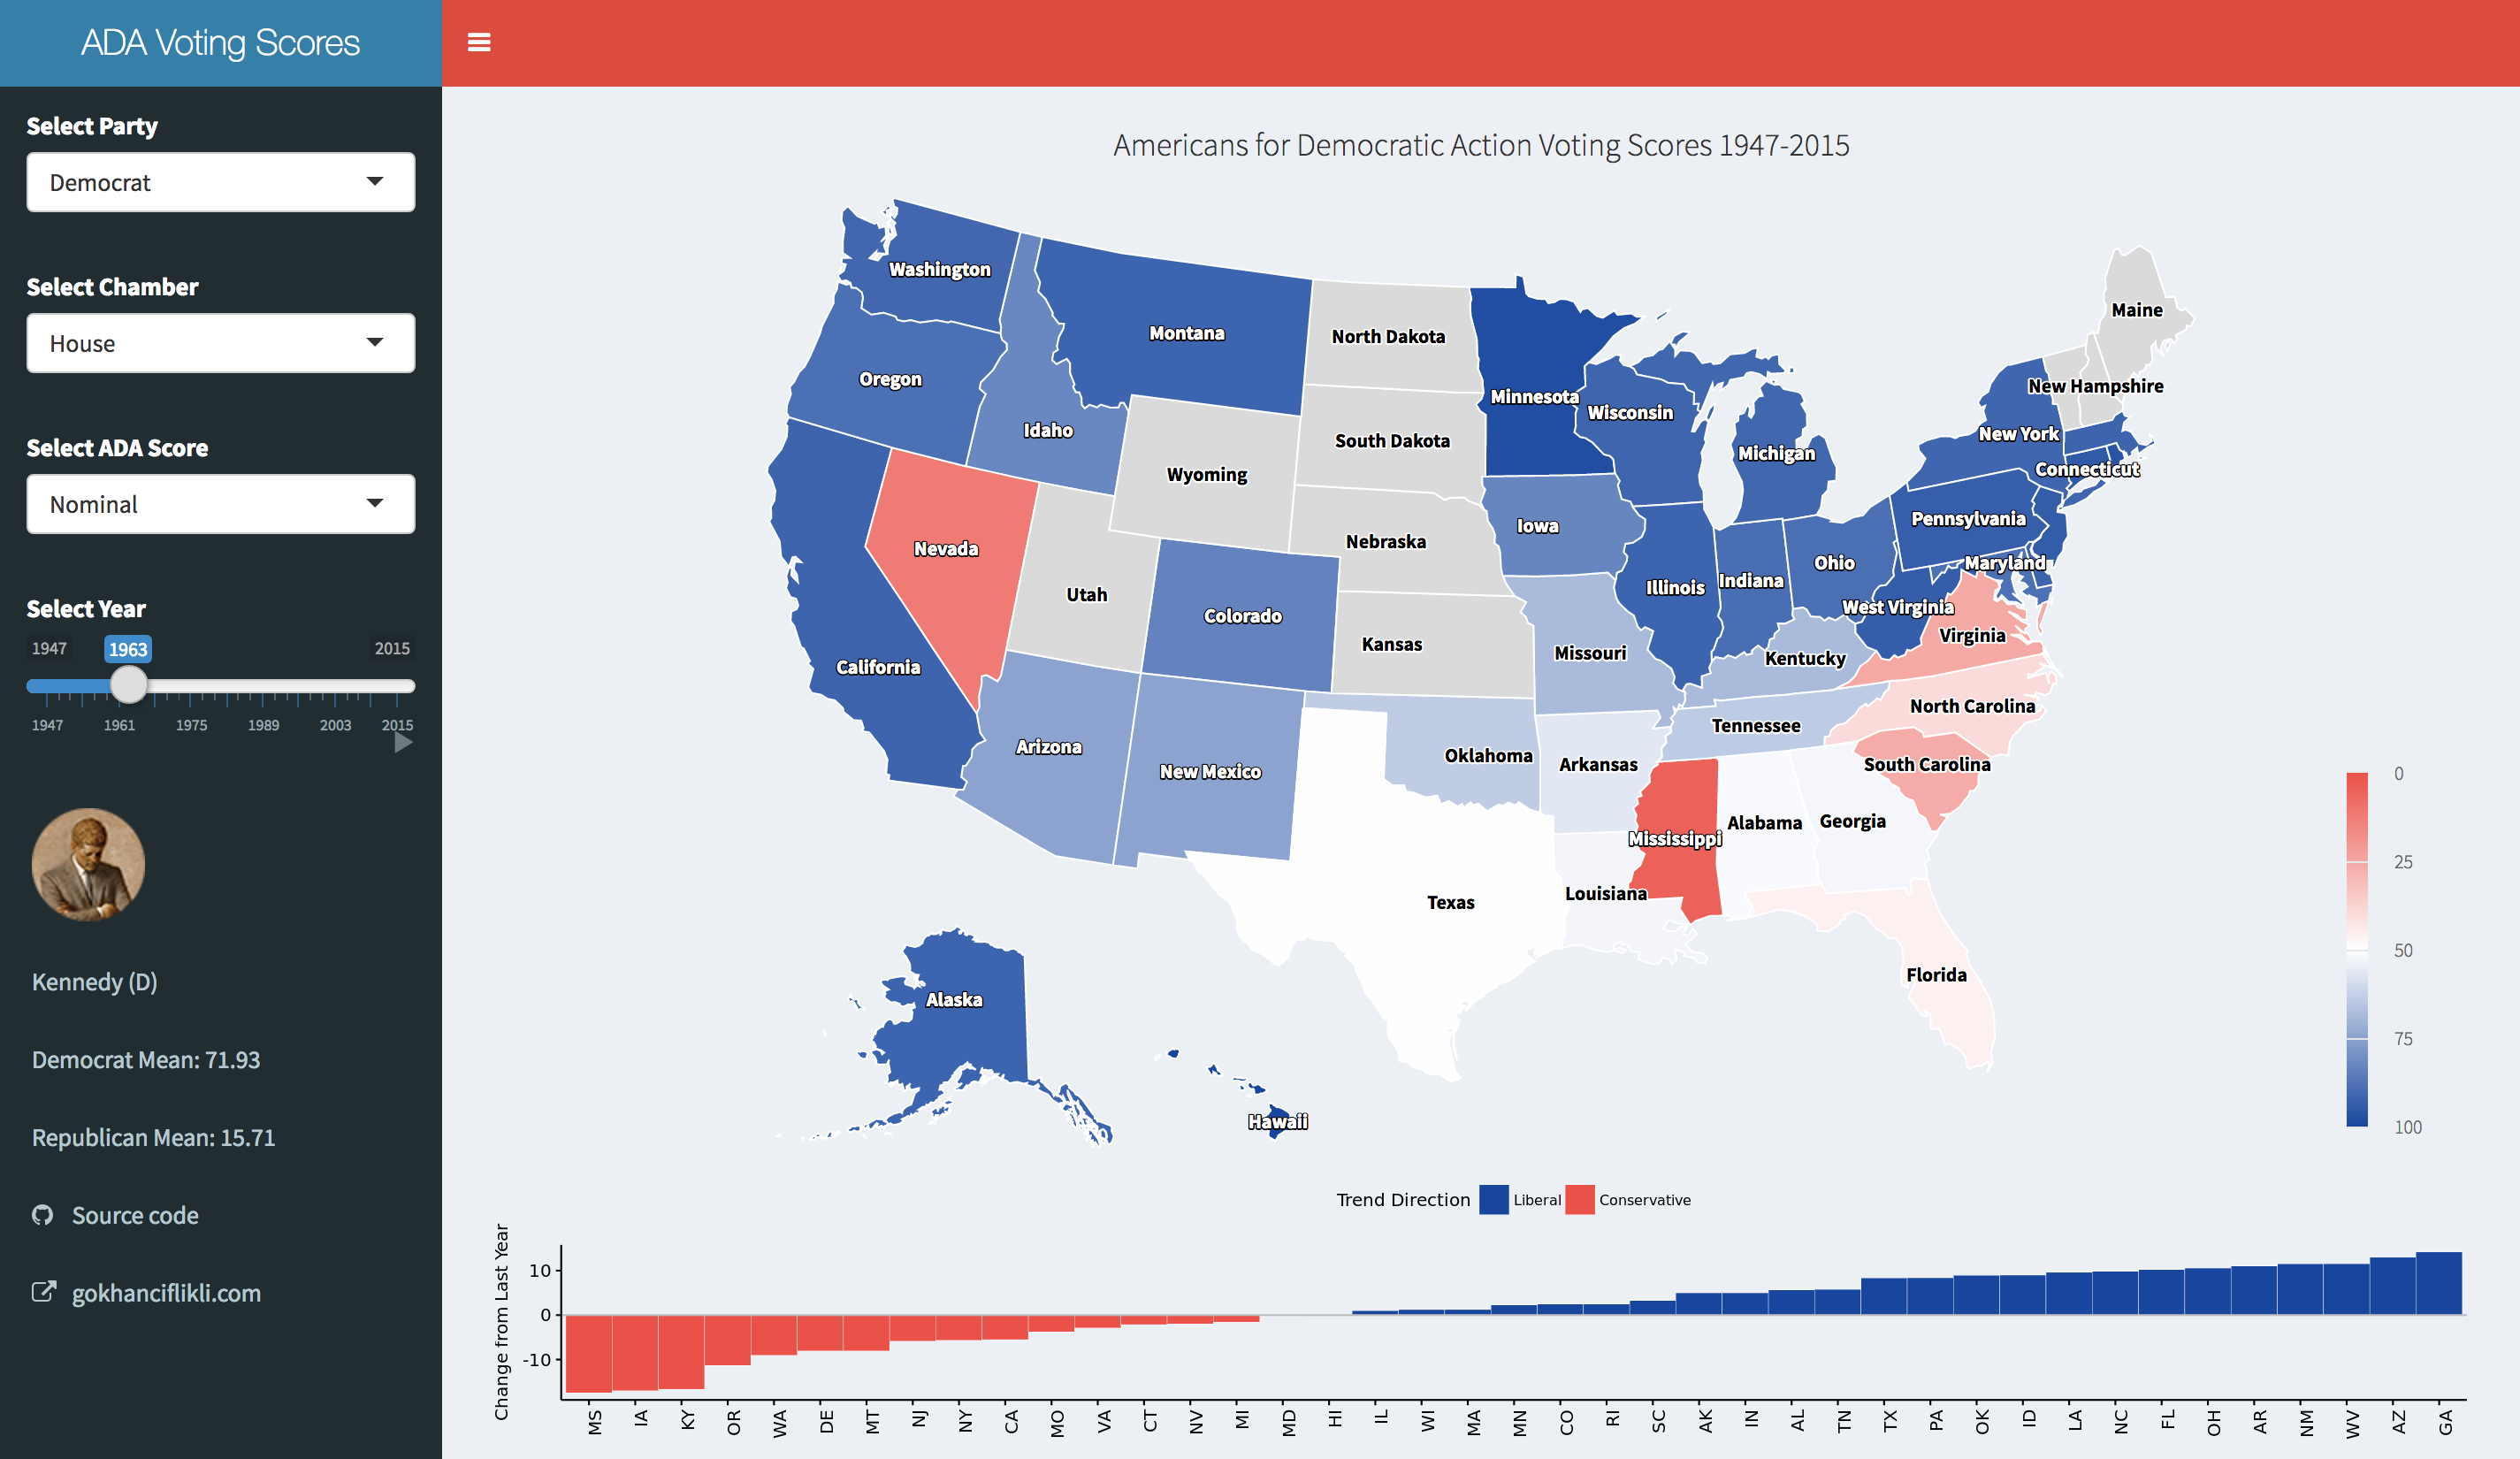 ADA Voting Scores
Select Party
Democrat
Select Chamber
House
Select ADA Score
Nominal
Select Year
1947 1963 2015
1947 1961 1975 1989 2003 2015
Kennedy (D)
Democrat Mean: 71.93
Republican Mean: 15.71
Source code
gokhanciflikli.com
Americans for Democratic Action Voting Scores 1947-2015
Washington
Montana
North Dakota
Maine
Oregon
Idaho
Minnesota
Wisconsin
New Hampshire
South Dakota
Wyoming
Michigan
New York
Connecticut
Nevada
Iowa
Nebraska
Pennsylvania
Utah
Colorado
Illinois
Indiana
Ohio
Maryland
West Virginia
Virginia
California
Kansas
Missouri
Kentucky
North Carolina
Arizona
New Mexico
Oklahoma
Arkansas
Tennessee
South Carolina
Mississippi
Alabama
Georgia
Texas
Louisiana
Florida
Alaska
Hawaii
0
25
50
75
100
Trend Direction Liberal Conservative
Change from Last Year
10
0
-10
MS IA KY OR WA DE MT NJ NY CA MO VA CT NV MI MD HI IL WI MA MN CO RI SC AK IN AL TN TX PA OK ID LA NC FL OH AR NM WV AZ GA